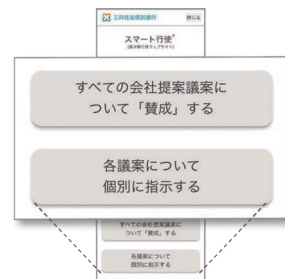 三井住友信託銀行 閉じる
スマート行使®
(議決権行使ウェブサイト)
すべての会社提案議案に
ついて「賛成」する
各議案について
個別に指示する
すべての会社提案議案に
ついて「賛成」する
各議案について
個別に指示する